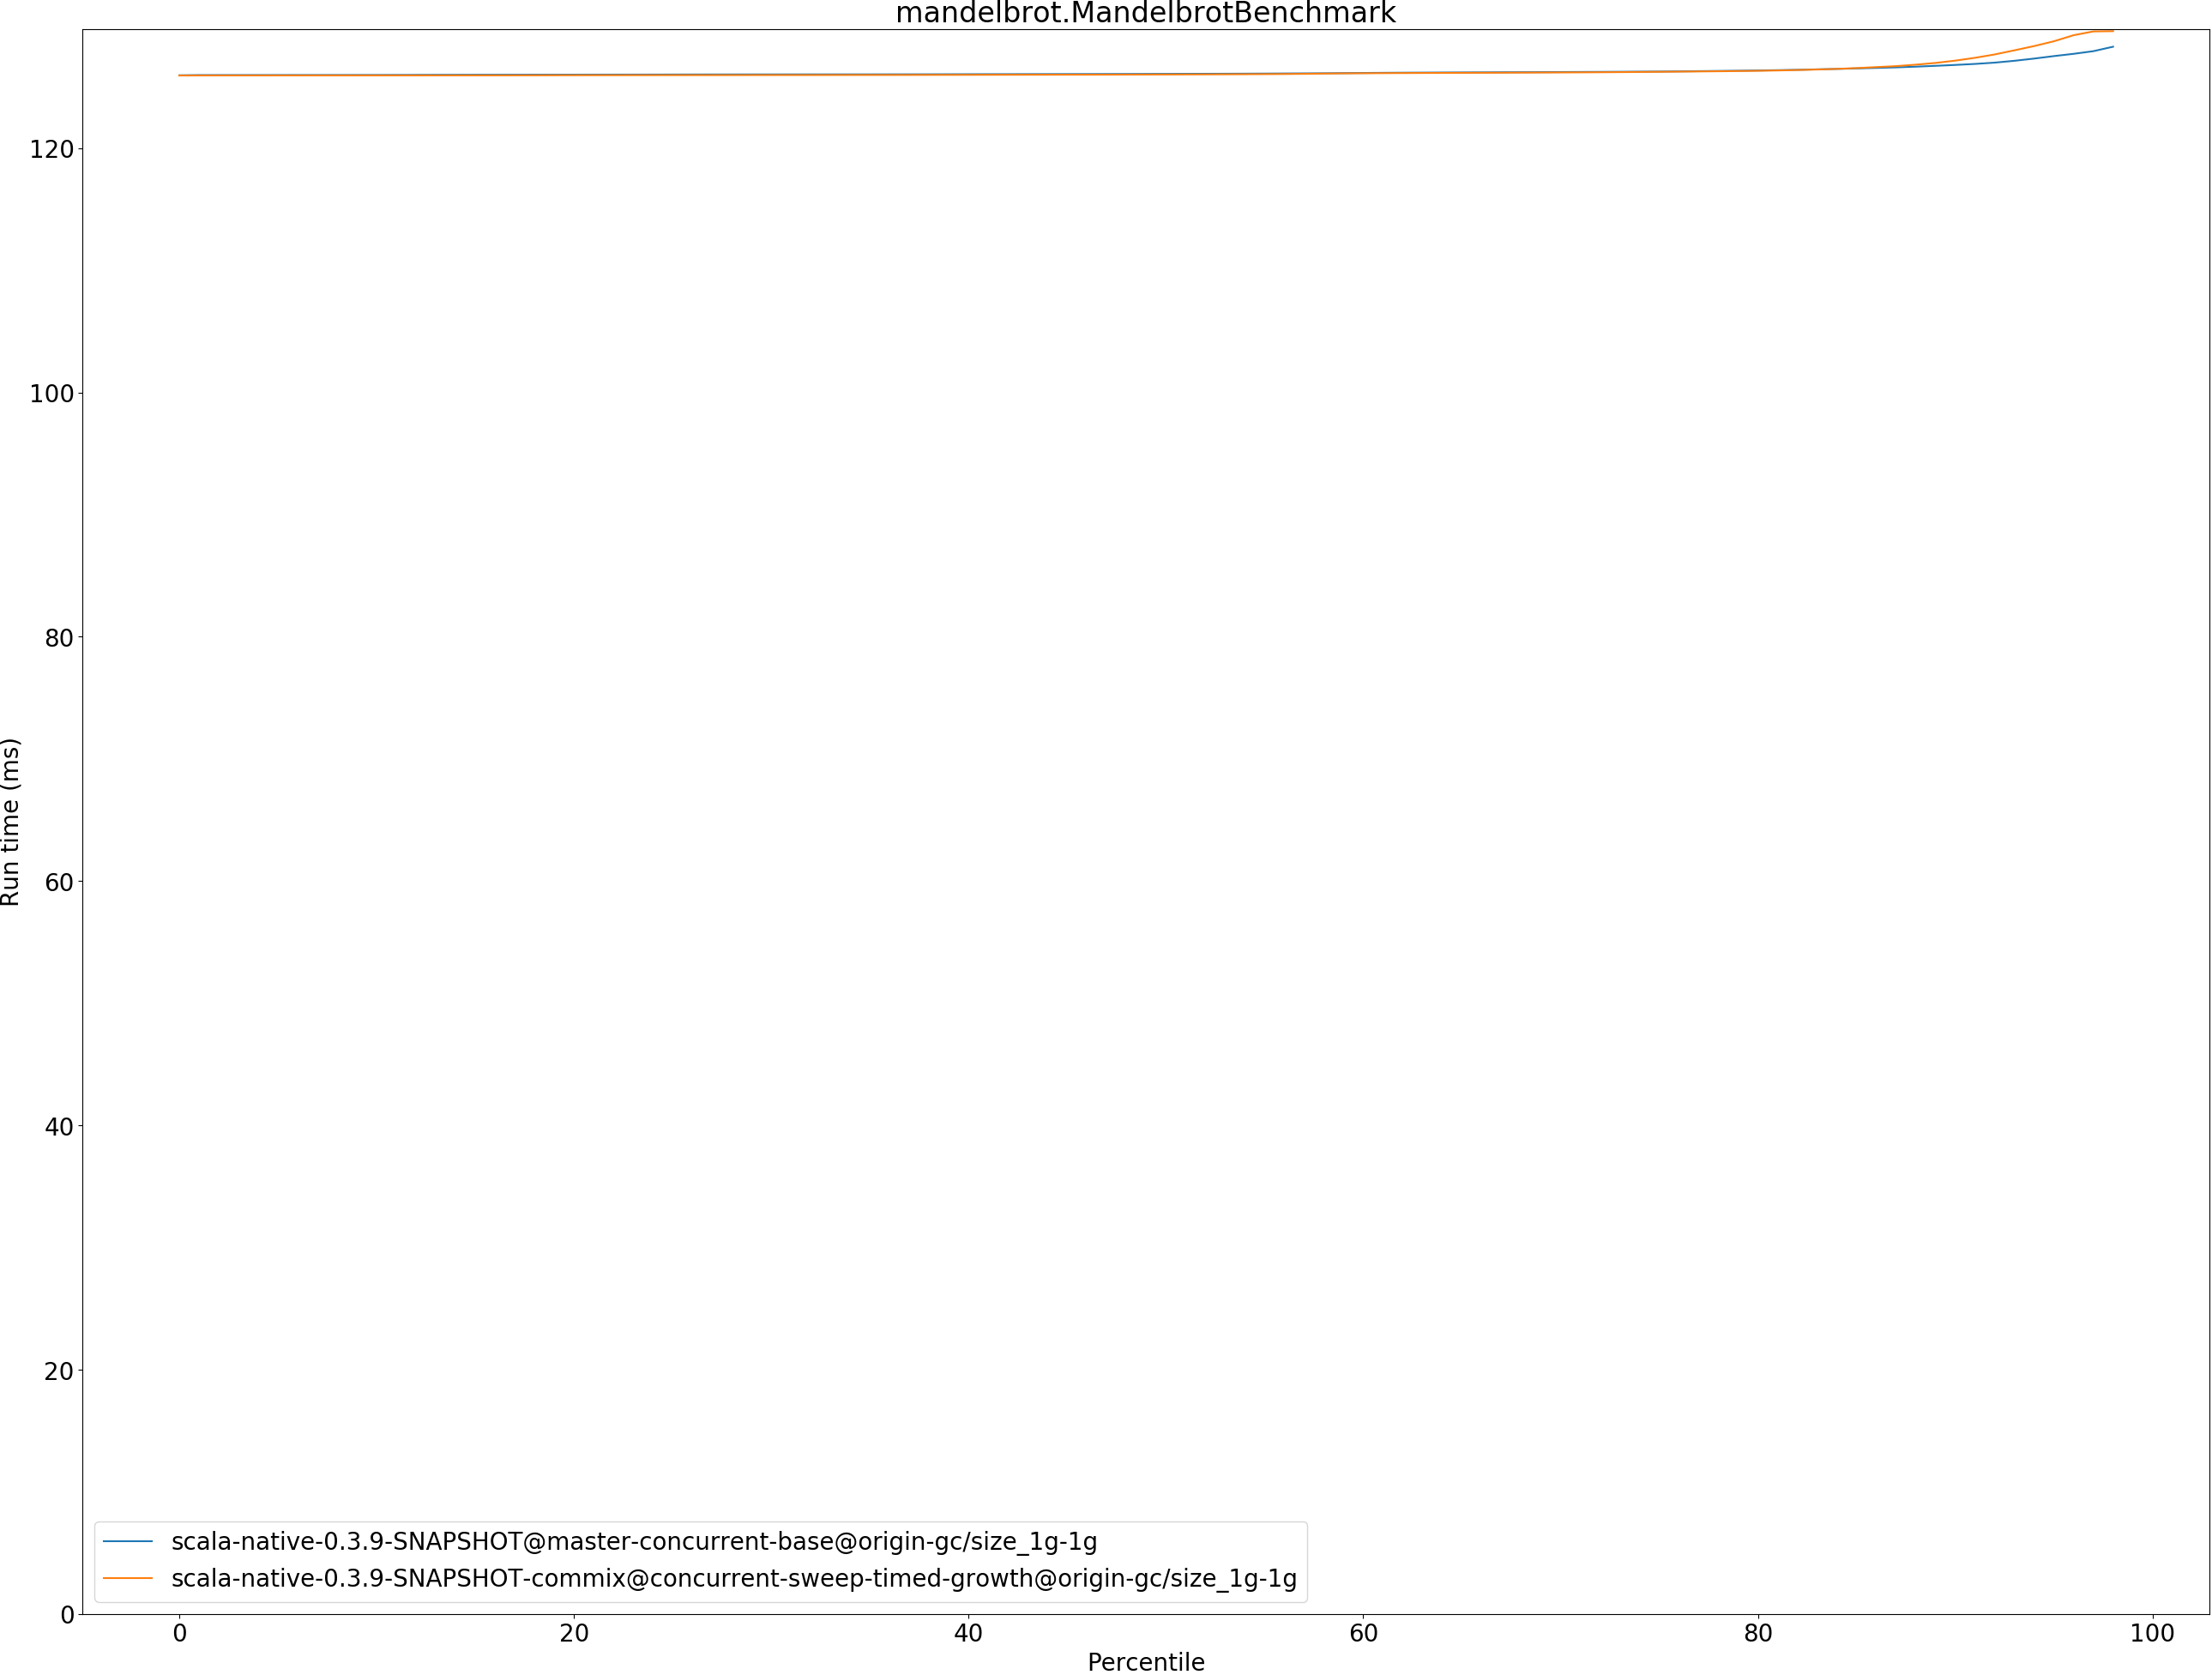 mandelbrot.MandelbrotBenchmark
120
100
80
60
40
20
0
Run time (ms)
scala-native-0.3.9-SNAPSHOT@master-concurrent-base@origin-gc/size_1g-1g
scala-native-0.3.9-SNAPSHOT-commix@concurrent-sweep-timed-growth@origin-gc/size_1g-1g
0 20 40 60 80 100
Percentile